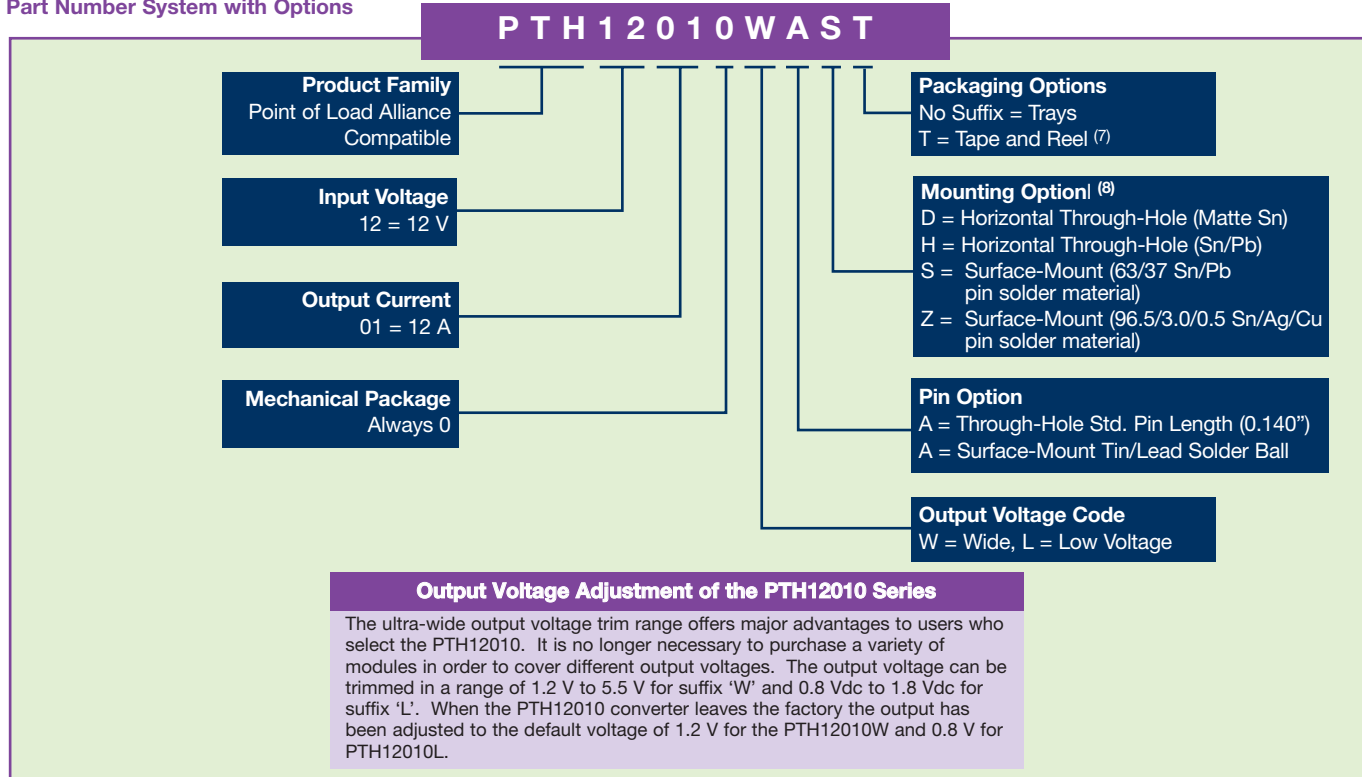 Part Number System with Options
PTH12010WAST
Product Family
Point of Load Alliance
Compatible
Input Voltage
12 = 12 V
Output Current
01 = 12 A
Mechanical Package
Always 0
Packaging Options
No Suffix = Trays
T = Tape and Reel (7)
Mounting Option (8)
D = Horizontal Through-Hole (Matte Sn)
H = Horizontal Through-Hole (Sn/Pb)
S = Surface-Mount (63/37 Sn/Pb
pin solder material)
Z = Surface-Mount (96.5/3.0/0.5 Sn/Ag/Cu
pin solder material)
Pin Option
A = Through-Hole Std. Pin Length (0.140”)
A = Surface-Mount Tin/Lead Solder Ball
Output Voltage Code
W = Wide, L = Low Voltage
Output Voltage Adjustment of the PTH12010 Series
The ultra-wide output voltage trim range offers major advantages to users who
select the PTH12010. It is no longer necessary to purchase a variety of
modules in order to cover different output voltages. The output voltage can be
trimmed in a range of 1.2 V to 5.5 V for suffix ‘W’ and 0.8 Vdc to 1.8 Vdc for
suffix ‘L’. When the PTH12010 converter leaves the factory the output has
been adjusted to the default voltage of 1.2 V for the PTH12010W and 0.8 V for
PTH12010L.